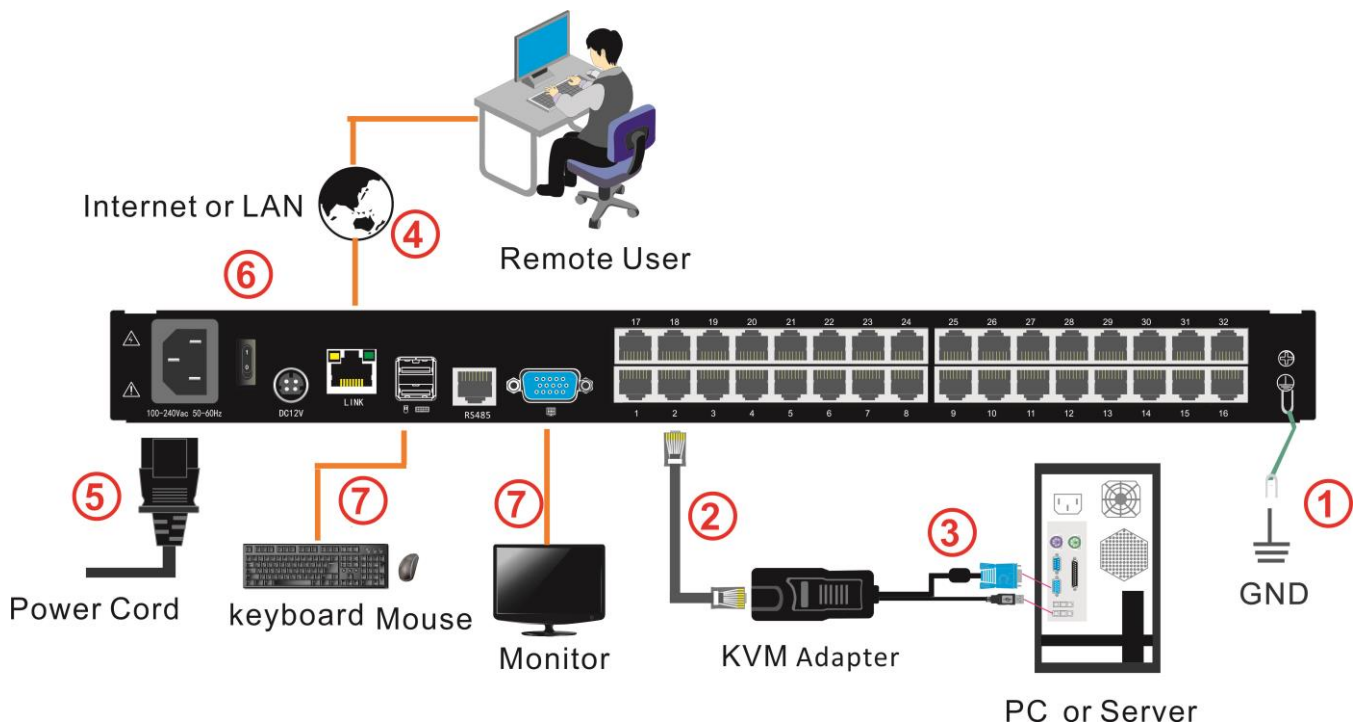 Internet or LAN
④
Remote User
⑥
17 18 19 20 21 22 23 24 25 26 27 28 29 30 31 32
LINK
DC12V
RS485
100-240Vac 50-60Hz
1 2 3 4 5 6 7 8 9 10 11 12 13 14 15 16
⑤
⑦
⑦
②
③
①
GND
Power Cord
keyboard
Mouse
Monitor
KVM Adapter
PC or Server